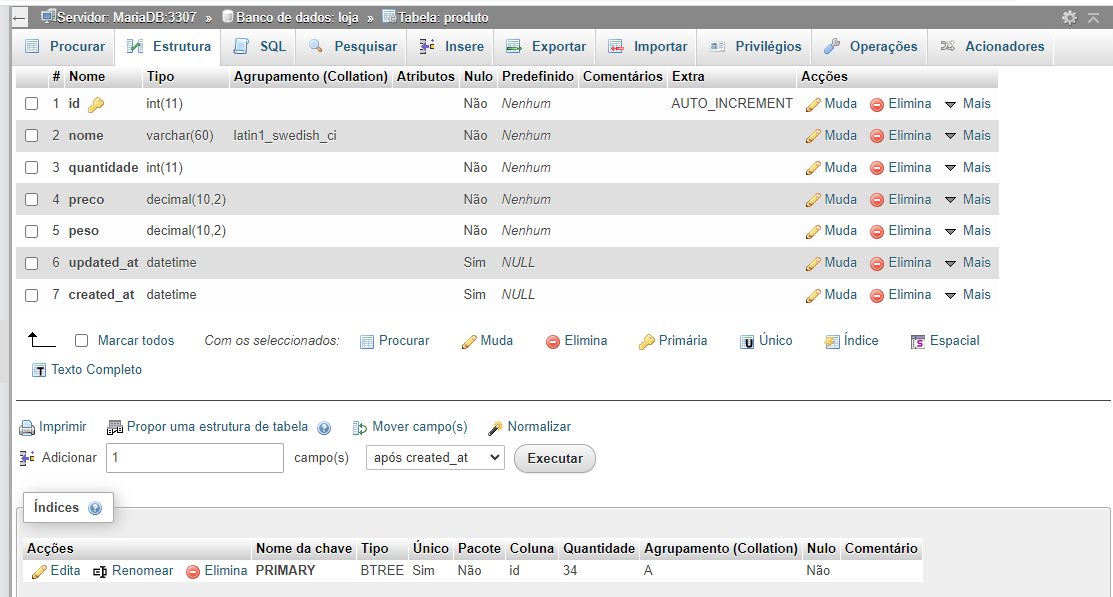 Servidor: MariaDB:3307 » Banco de dados: loja » Tabela: produto
Procurar Estrutura SQL Pesquisar Insere Exportar Importar Privilégios Operações Acionadores
# Nome Tipo Agrupamento (Collation) Atributos Nulo Predefinido Comentários Extra Acções
1 id int(11) Não Nenhum AUTO_INCREMENT Muda Elimina Mais
2 nome varchar(60) latin1_swedish_ci Não Nenhum Muda Elimina Mais
3 quantidade int(11) Não Nenhum Muda Elimina Mais
4 preco decimal(10,2) Não Nenhum Muda Elimina Mais
5 peso decimal(10,2) Não Nenhum Muda Elimina Mais
6 updated_at datetime Sim NULL Muda Elimina Mais
7 created_at datetime Sim NULL Muda Elimina Mais
Marcar todos Com os seleccionados: Procurar Muda Elimina Primária Único Índice Espacial
Texto Completo
Imprimir Propor uma estrutura de tabela Mover campo(s) Normalizar
Adicionar 1 campo(s) após created_at Executar
Índices
Acções Nome da chave Tipo Único Pacote Coluna Quantidade Agrupamento (Collation) Nulo Comentário
Edita Renomear Elimina PRIMARY BTREE Sim Não id 34 A Não